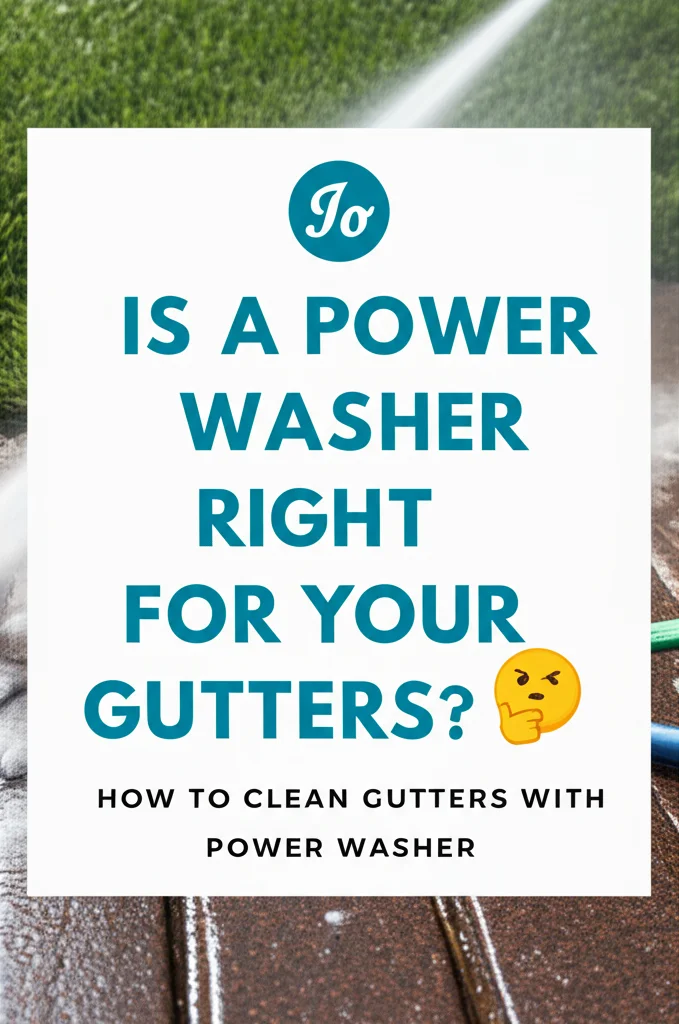 Jo
IS A POWER
WASHER
RIGHT
FOR YOUR
GUTTERS?
HOW TO CLEAN GUTTERS WITH
POWER WASHER